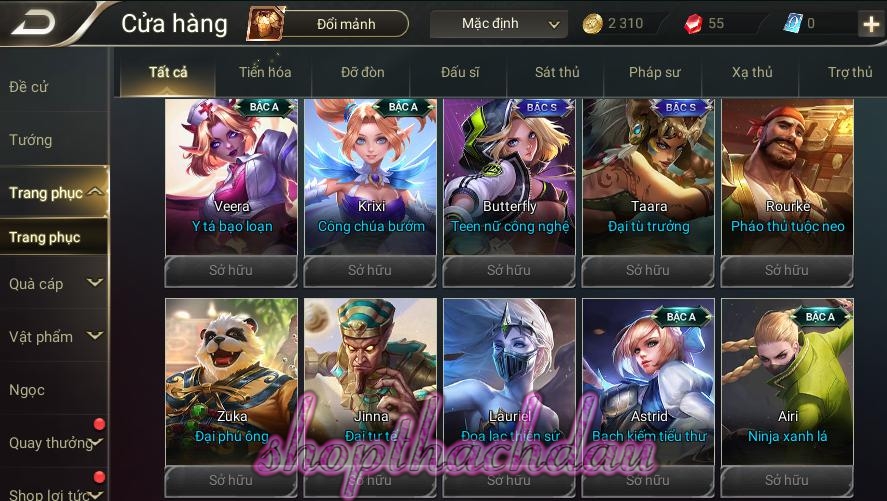 Cửa hàng
Đổi mảnh
Mặc định
2 310
55
0
Đề cử
Tướng
Trang phục
Trang phục
Quà cáp
Vật phẩm
Ngọc
Quay thưởng
Shop lợi tức
Tất cả
Tiến hóa
Đỡ đòn
Đấu sĩ
Sát thủ
Pháp sư
Xạ thủ
Trợ thủ
BẬC A
Veera
Y tá bạo loạn
Sở hữu
BẬC A
Krixi
Công chúa bướm
Sở hữu
BẬC S
Butterfly
Teen nữ công nghệ
Sở hữu
BẬC S
Taara
Đại tù trưởng
Sở hữu
Rourke
Pháo thủ tuộc neo
Sở hữu
Zuka
Đại phú ông
Sở hữu
Jinna
Đại tư tế
Sở hữu
Lauriel
Đọa lạc thiên sứ
Sở hữu
BẬC A
Astrid
Bạch kiếm tiểu thư
Sở hữu
BẬC A
Airi
Ninja xanh lá
Sở hữu
shopthachdau